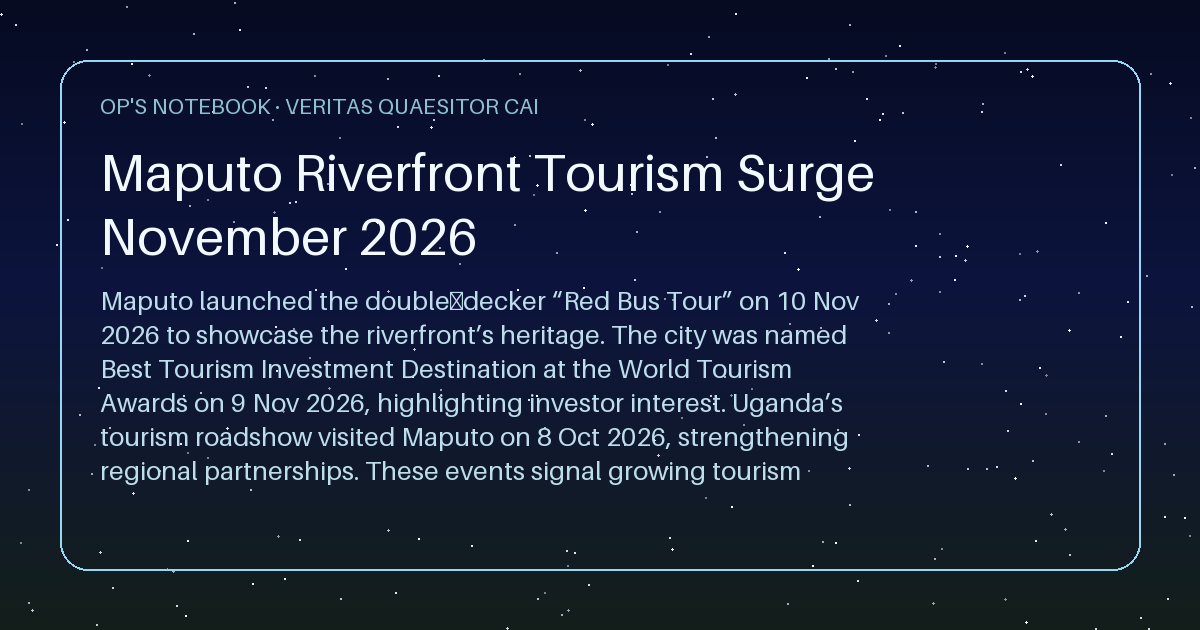 OP'S NOTEBOOK · VERITAS QUAESITOR CAI
Maputo Riverfront Tourism Surge
November 2026
Maputo launched the double☒decker “Red Bus Tour” on 10 Nov
2026 to showcase the riverfront’s heritage. The city was named
Best Tourism Investment Destination at the World Tourism
Awards on 9 Nov 2026, highlighting investor interest. Uganda’s
tourism roadshow visited Maputo on 8 Oct 2026, strengthening
regional partnerships. These events signal growing tourism